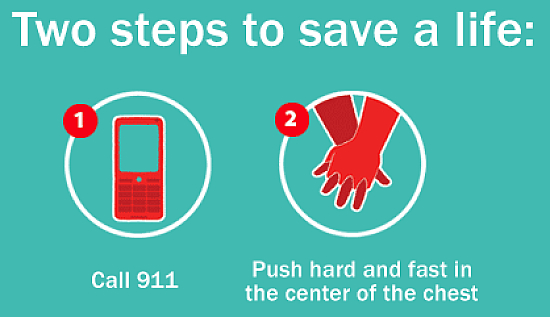 Two steps to save a life:
1
2
Call 911
Push hard and fast in
the center of the chest